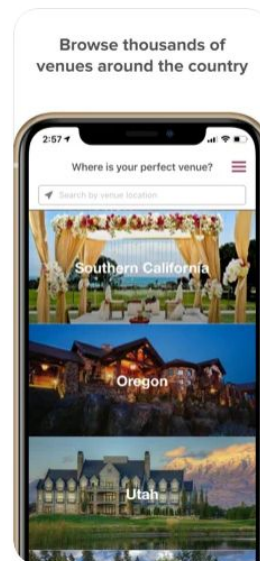 Browse thousands of
venues around the country
2:57
Where is your perfect venue?
Search by venue location
Southern California
Oregon
Utah